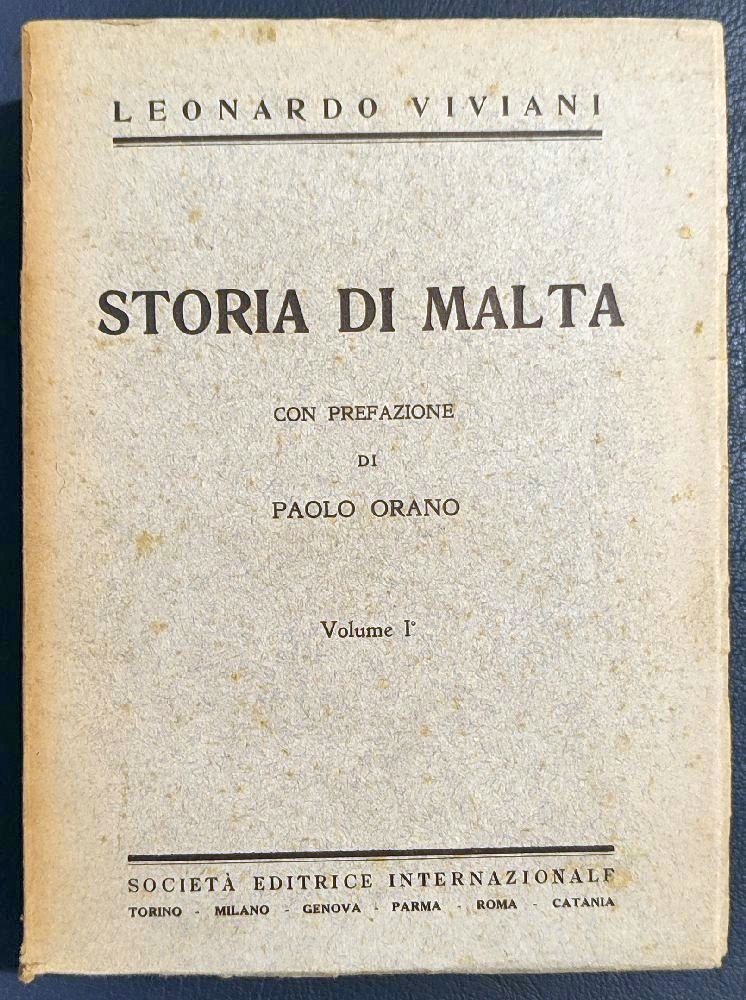 LEONARDO VIVIANI
STORIA DI MALTA
CON PREFAZIONE
DI
PAOLO ORANO
Volume I°
SOCIETÀ EDITRICE INTERNAZIONALE
TORINO - MILANO - GENOVA - PARMA - ROMA - CATANIA